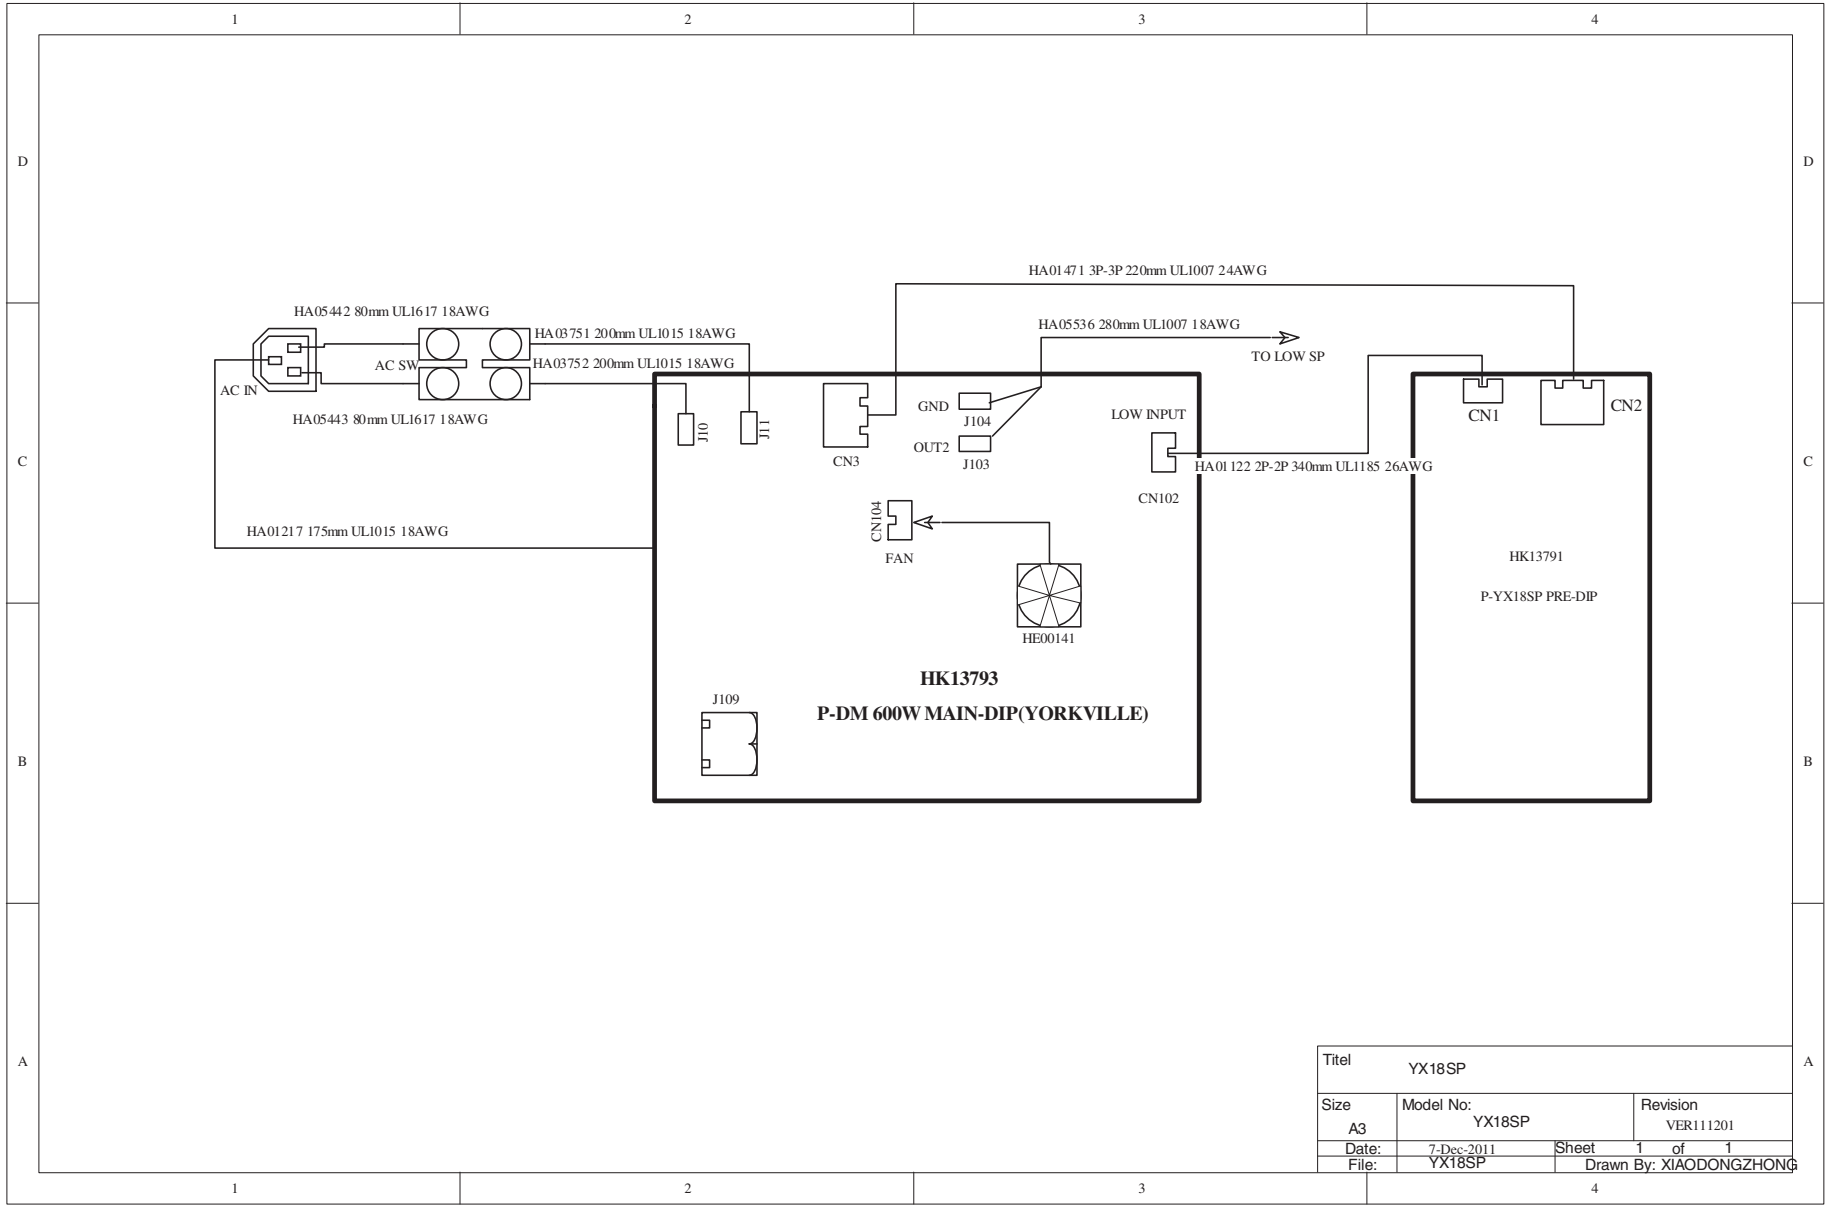 1 2 3 4
D D
HA01471 3P-3P 220mm UL1007 24AWG
HA05442 80mm UL1617 18AWG
HA05536 280mm UL1007 18AWG
HA03751 200mm UL1015 18AWG
TO LOW SP
HA03752 200mm UL1015 18AWG
AC SW
AC IN
HA05443 80mm UL1617 18AWG
J10
J11
CN3
GND
J104
OUT2
J103
LOW INPUT
CN102
CN1
CN2
HA01122 2P-2P 340mm UL1185 26AWG
C C
HA01217 175mm UL1015 18AWG
CN104
FAN
HE00141
HK13791
P-YX18SP PRE-DIP
HK13793
P-DM 600W MAIN-DIP(YORKVILLE)
J109
B B
A A
Titel YX18SP
Size A3
Model No: YX18SP
Revision VER111201
Date: 7-Dec-2011 Sheet 1 of 1
File: YX18SP Drawn By: XIAODONGZHONG
1 2 3 4